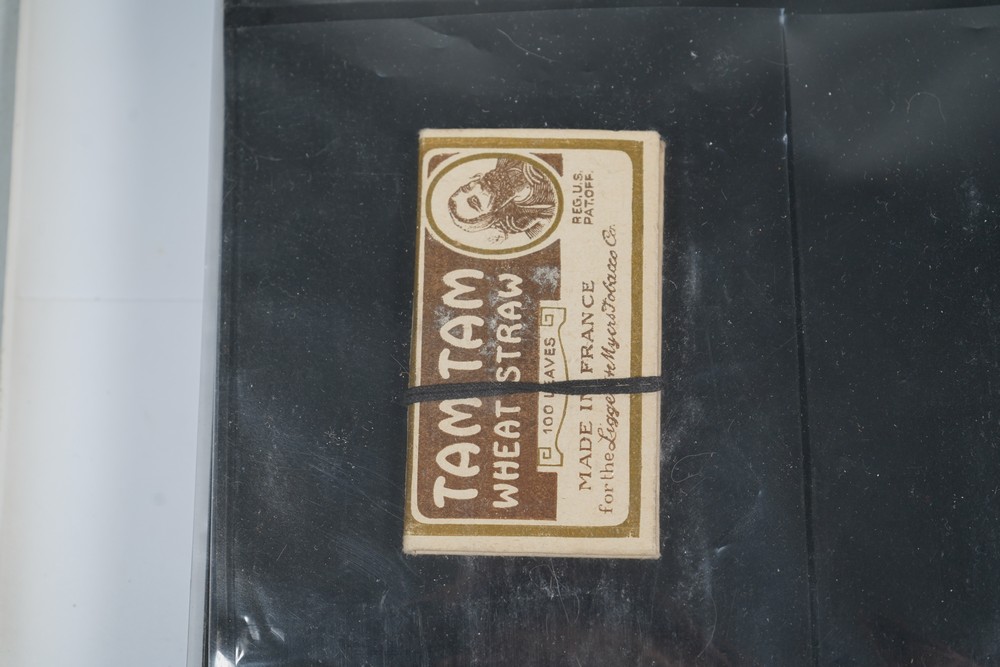 TAM TAM
WHEAT STRAW
100 LEAVES
REG.U.S.
PAT.OFF.
MADE IN FRANCE
for the Liggett & Myers Tobacco Co.